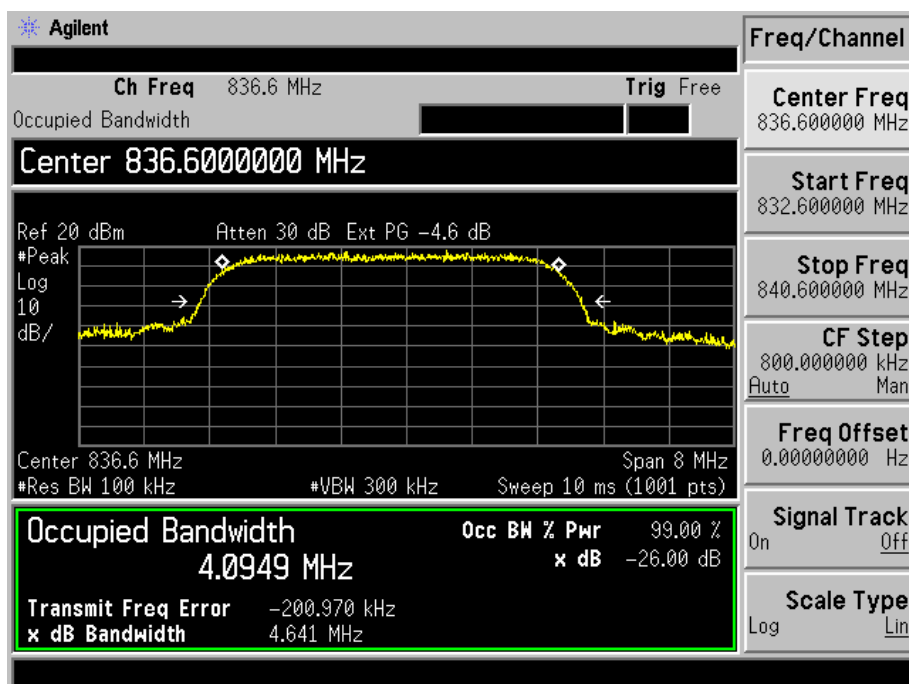 Agilent
Freq/Channel
Ch Freq 836.6 MHz Trig Free
Occupied Bandwidth
Center 836.6000000 MHz
Ref 20 dBm Atten 30 dB Ext PG -4.6 dB
#Peak
Log
10
dB/
Center 836.6 MHz Span 8 MHz
#Res BW 100 kHz #VBW 300 kHz Sweep 10 ms (1001 pts)
Occupied Bandwidth
4.0949 MHz
Occ BW % Pwr 99.00 %
x dB -26.00 dB
Transmit Freq Error -200.970 kHz
x dB Bandwidth 4.641 MHz
Center Freq
836.600000 MHz
Start Freq
832.600000 MHz
Stop Freq
840.600000 MHz
CF Step
800.000000 kHz
Auto Man
Freq Offset
0.00000000 Hz
Signal Track
On Off
Scale Type
Log Lin